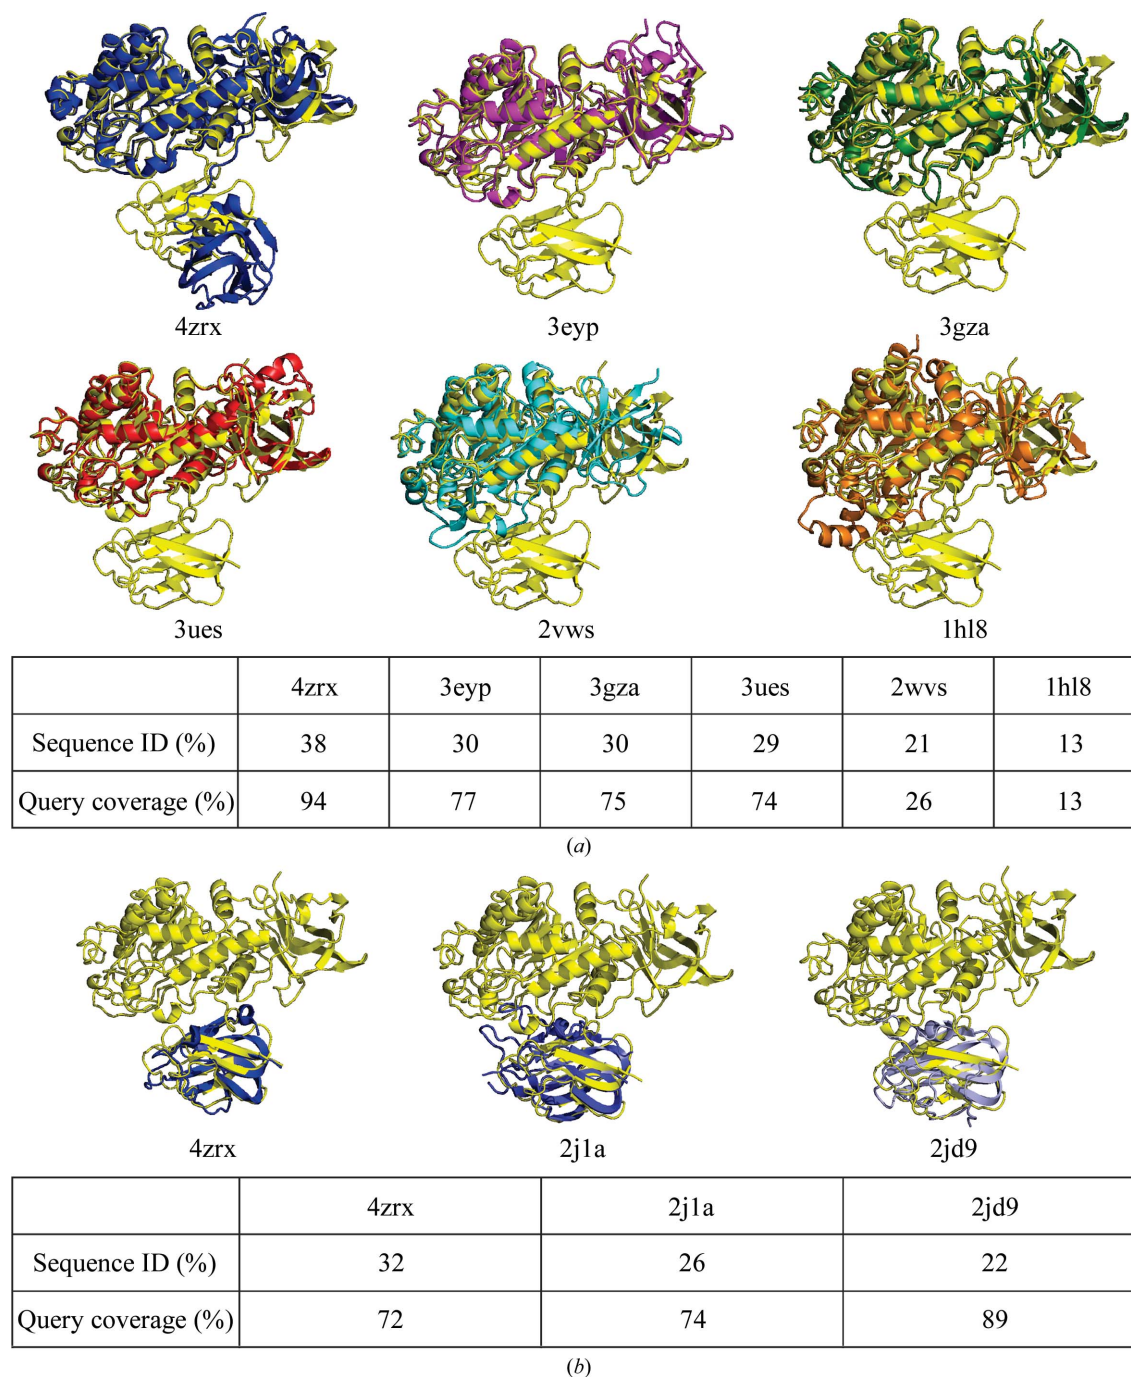 4zrx 3eyp 3gza
3ues 2vws 1hl8
4zrx 3eyp 3gza 3ues 2wvs 1hl8
Sequence ID (%) 38 30 30 29 21 13
Query coverage (%) 94 77 75 74 26 13
(a)
4zrx 2j1a 2jd9
4zrx 2j1a 2jd9
Sequence ID (%) 32 26 22
Query coverage (%) 72 74 89
(b)